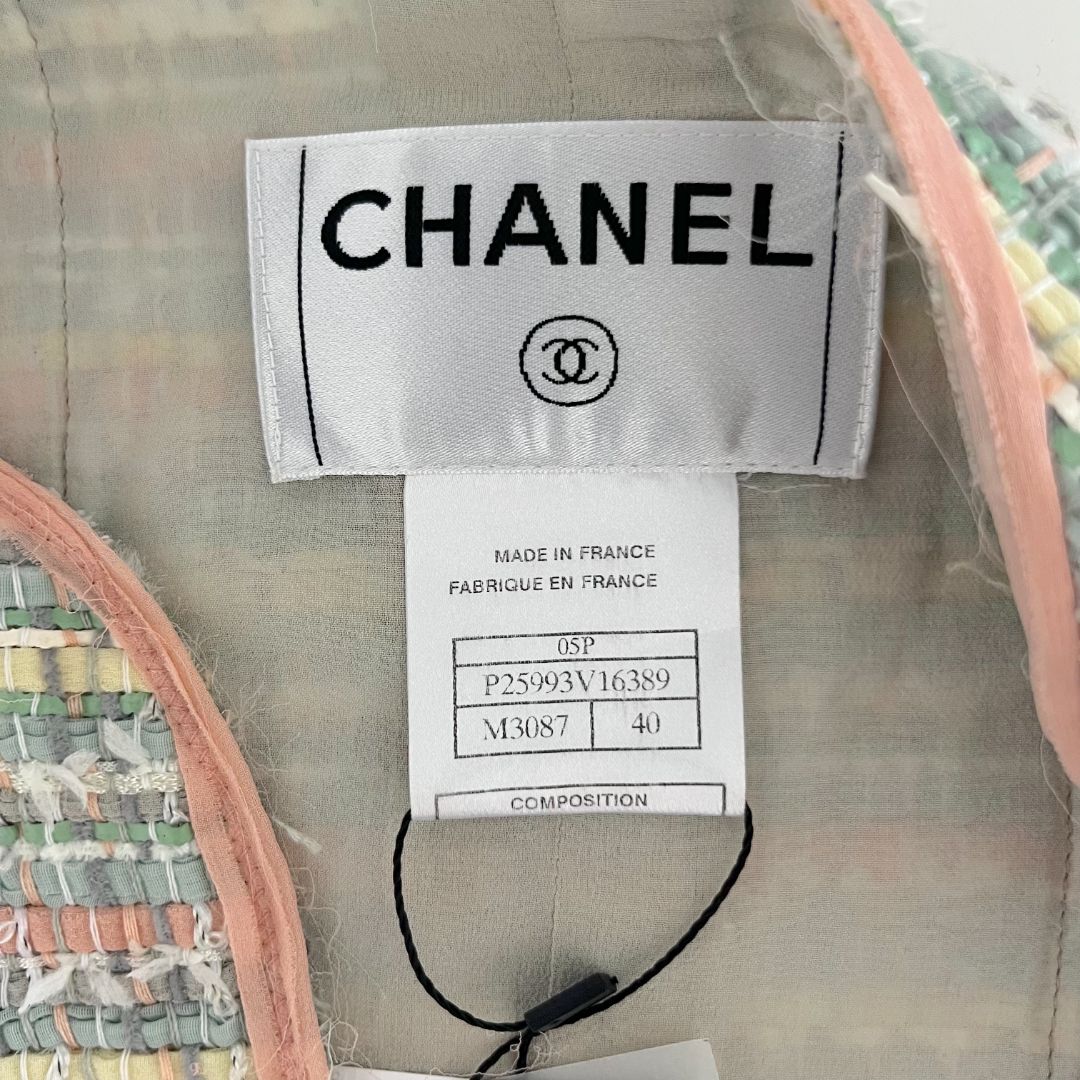 CHANEL
MADE IN FRANCE
FABRIQUE EN FRANCE
05P
P25993V16389
M3087 40
COMPOSITION